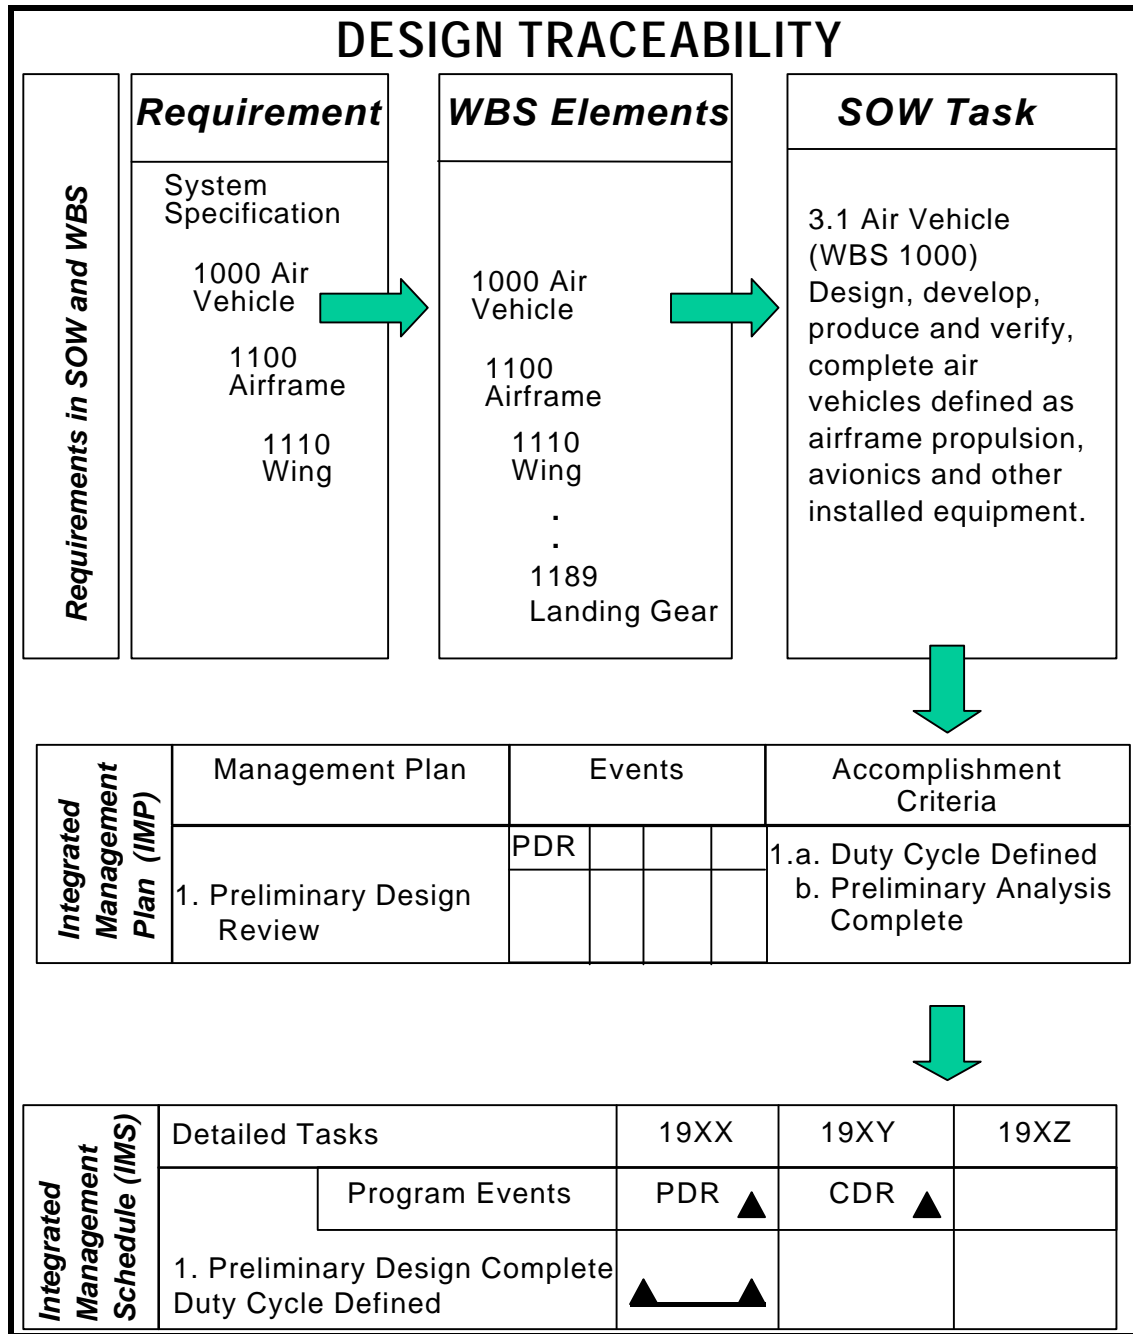 DESIGN TRACEABILITY
Requirements in SOW and WBS
Requirement
System
Specification
1000 Air
Vehicle
1100
Airframe
1110
Wing
WBS Elements
1000 Air
Vehicle
1100
Airframe
1110
Wing
.
.
1189
Landing Gear
SOW Task
3.1 Air Vehicle
(WBS 1000)
Design, develop,
produce and verify,
complete air
vehicles defined as
airframe propulsion,
avionics and other
installed equipment.
Integrated
Management
Plan (IMP)
Management Plan
Events
Accomplishment
Criteria
1. Preliminary Design
Review
PDR
1.a. Duty Cycle Defined
b. Preliminary Analysis
Complete
Integrated
Management
Schedule (IMS)
Detailed Tasks
19XX
19XY
19XZ
Program Events
PDR
CDR
1. Preliminary Design Complete
Duty Cycle Defined